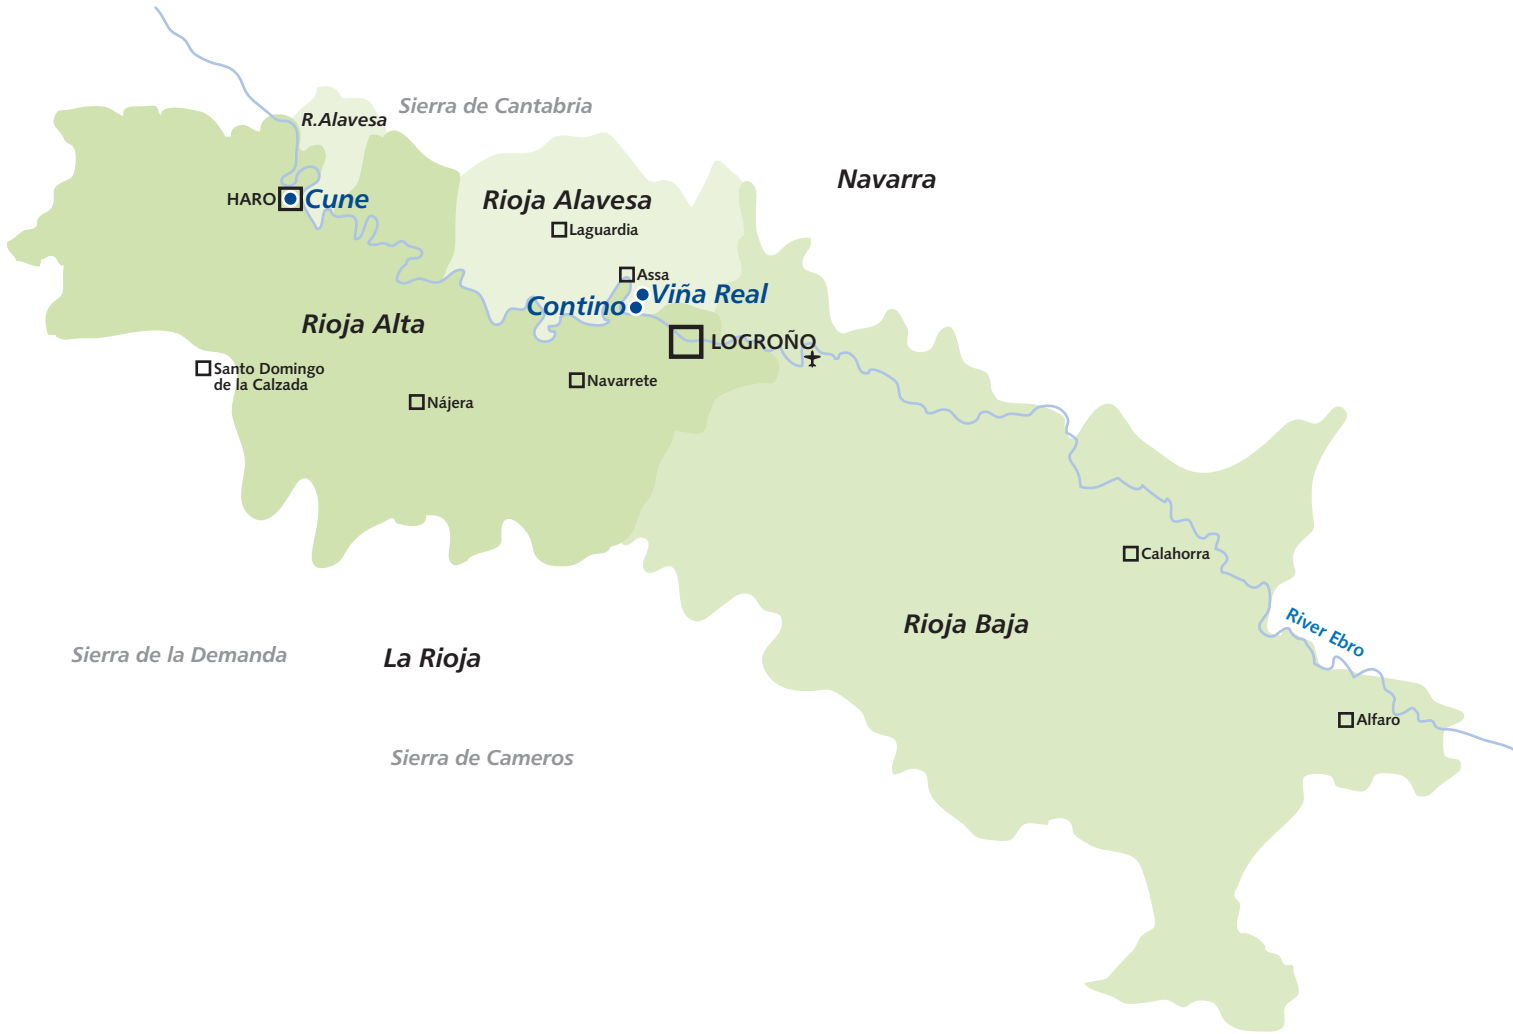 Sierra de Cantabria
R.Alavesa
Navarra
Rioja Alavesa
HARO
Cune
Laguardia
Assa
Viña Real
Contino
Rioja Alta
LOGROÑO
Santo Domingo
de la Calzada
Navarrete
Nájera
Calahorra
River Ebro
Rioja Baja
Sierra de la Demanda
La Rioja
Alfaro
Sierra de Cameros